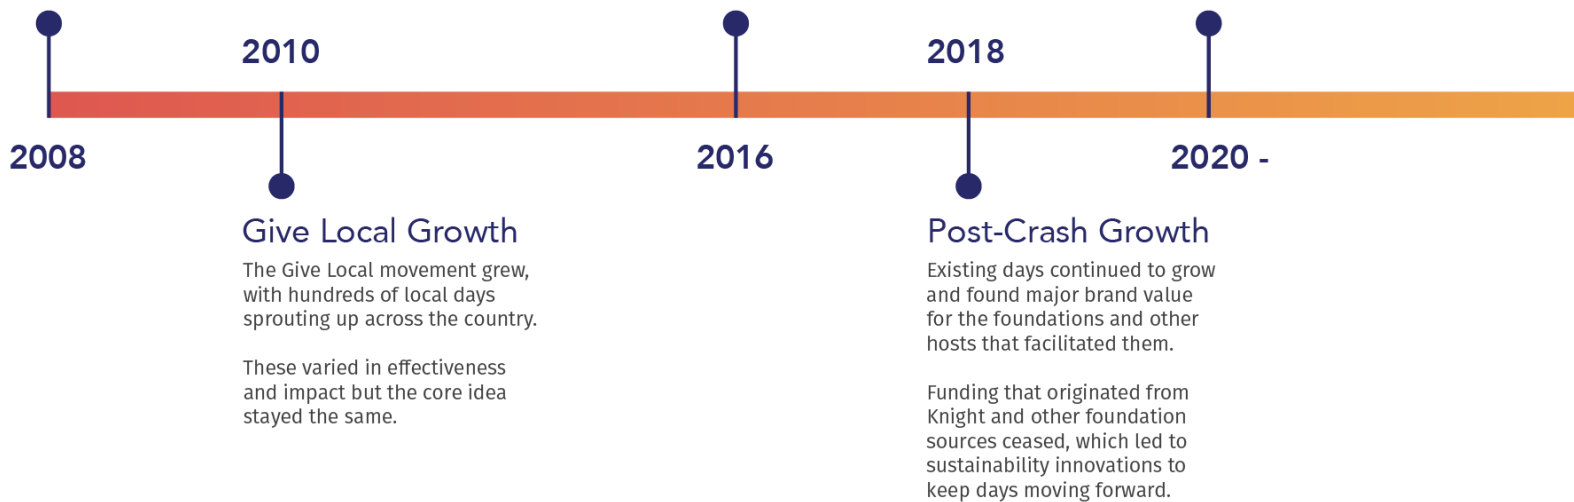 2010
2018
2008
2016
2020 -
Give Local Growth
The Give Local movement grew,
with hundreds of local days
sprouting up across the country.
These varied in effectiveness
and impact but the core idea
stayed the same.
Post-Crash Growth
Existing days continued to grow
and found major brand value
for the foundations and other
hosts that facilitated them.
Funding that originated from
Knight and other foundation
sources ceased, which led to
sustainability innovations to
keep days moving forward.